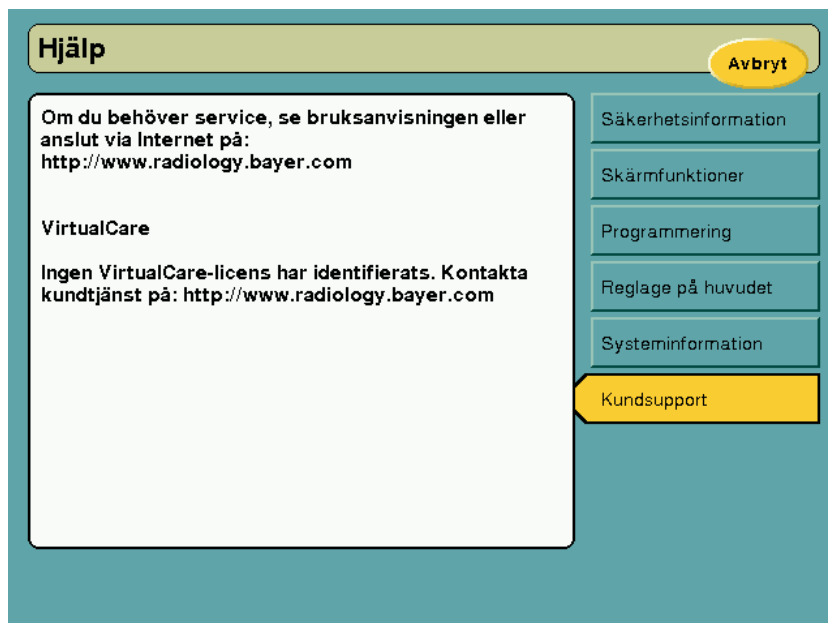 Hjälp
Avbryt
Om du behöver service, se bruksanvisningen eller
anslut via Internet på:
http://www.radiology.bayer.com
VirtualCare
Ingen VirtualCare-licens har identifierats. Kontakta
kundtjänst på: http://www.radiology.bayer.com
Säkerhetsinformation
Skärmfunktioner
Programmering
Reglage på huvudet
Systeminformation
Kundsupport